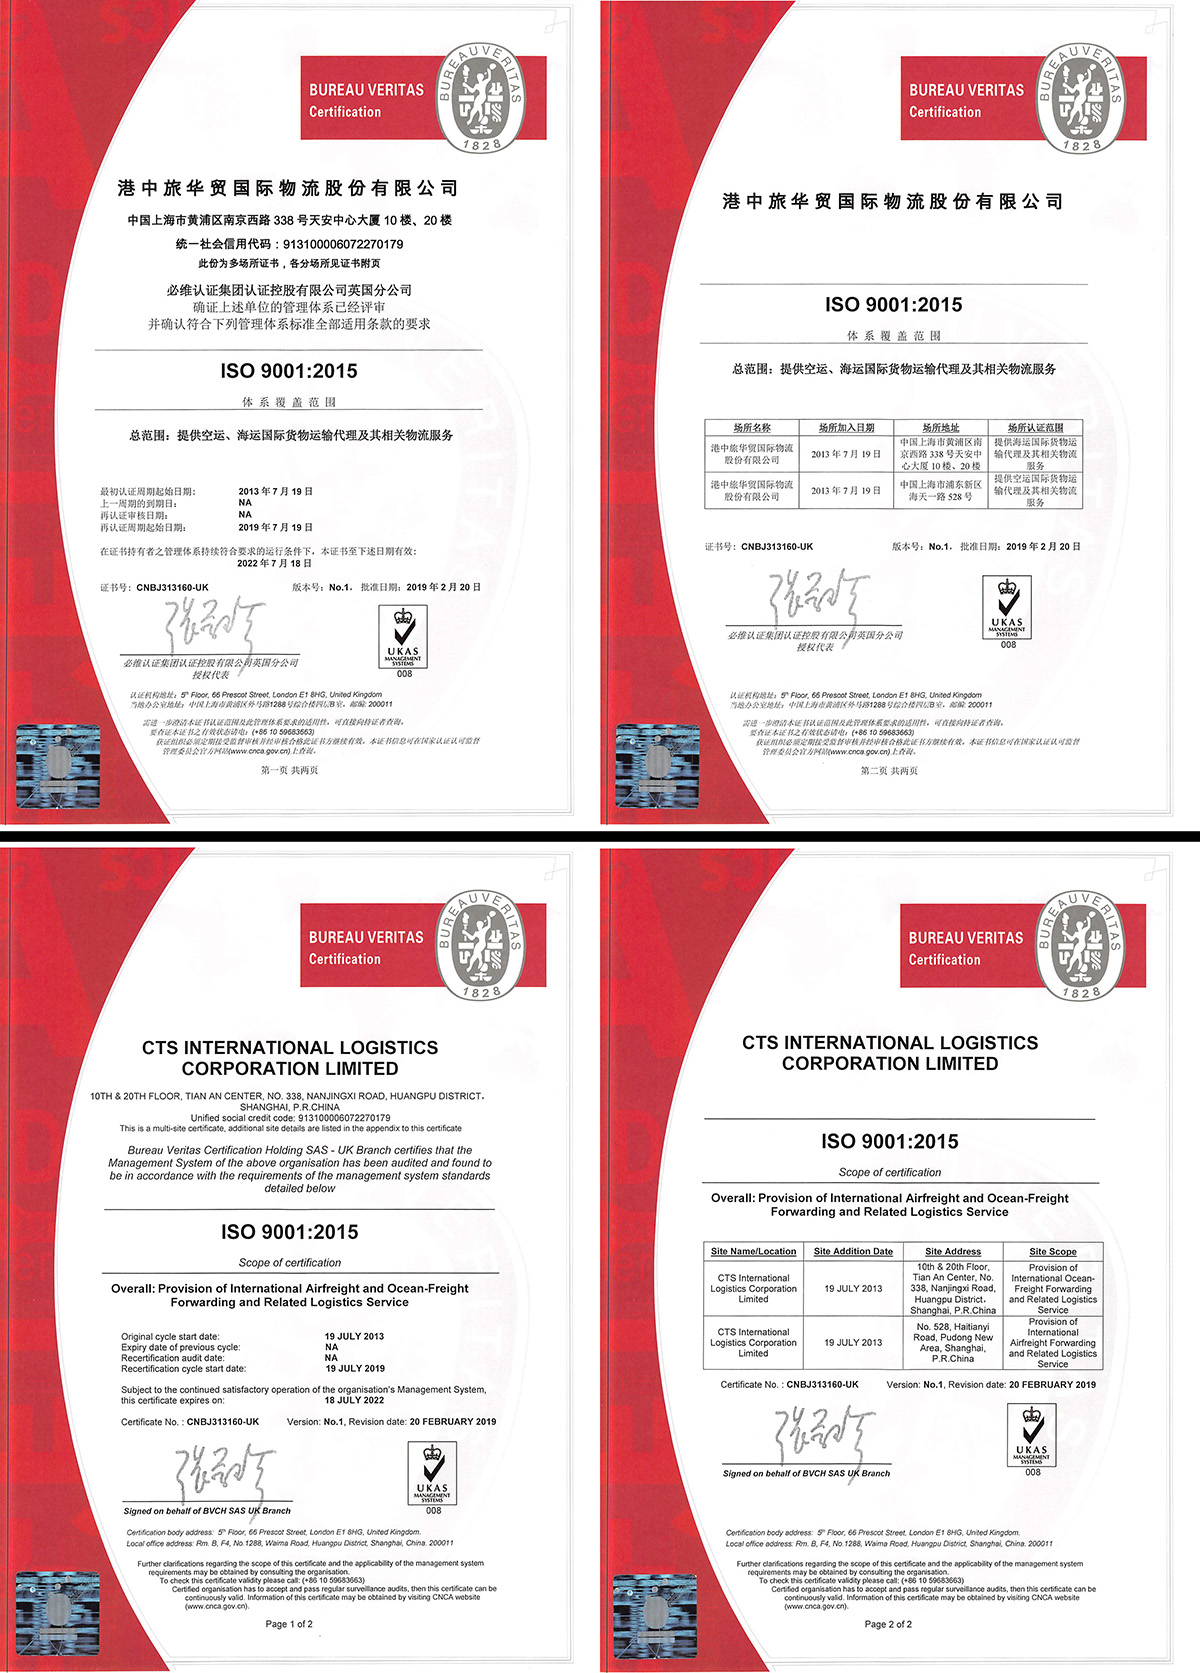 BUREAU VERITAS
Certification
BUREAU VERITAS
1828
港中旅华贸国际物流股份有限公司
中国上海市黄浦区南京西路 338 号天安中心大厦 10 楼、20 楼
统一社会信用代码：913100006072270179
此份为多场所证书，各分场所见证书附页
必维认证集团认证控股有限公司英国分公司
确证上述单位的管理体系已经评审
并确认符合下列管理体系标准全部适用条款的要求
ISO 9001:2015
体系覆盖范围
总范围：提供空运、海运国际货物运输代理及其相关物流服务
最初认证周期起始日期: 2013 年 7 月 19 日
上一周期的到期日: NA
再认证审核日期: NA
再认证周期起始日期: 2019 年 7 月 19 日
在证书持有者之管理体系持续符合要求的运行条件下，本证书至下述日期有效:
2022 年 7 月 18 日
证书号: CNBJ313160-UK 版本号: No.1， 批准日期: 2019 年 2 月 20 日
必维认证集团认证控股有限公司英国分公司
授权代表
UKAS
MANAGEMENT
SYSTEMS
008
认证机构地址: 5th Floor, 66 Prescot Street, London E1 8HG, United Kingdom
当地办公室地址: 中国上海市黄浦区外马路1288号综合楼四层B室，邮编: 200011
需进一步澄清本证书认证范围及此管理体系要求的适用性，可直接向持证者查询。
要查证本证书之有效状态请电: (+86 10 59683663)
获证组织必须定期接受监督审核并经审核合格此证书方继续有效。本证书信息可在国家认证认可监督
管理委员会官方网站(www.cnca.gov.cn)上查询。
第一页 共两页
BUREAU VERITAS
Certification
BUREAU VERITAS
1828
港中旅华贸国际物流股份有限公司
ISO 9001:2015
体系覆盖范围
总范围：提供空运、海运国际货物运输代理及其相关物流服务
场所名称 场所加入日期 场所地址 场所认证范围
港中旅华贸国际物流股份有限公司 2013 年 7 月 19 日 中国上海市黄浦区南京西路 338 号天安中心大厦 10 楼、20 楼 提供海运国际货物运输代理及其相关物流服务
港中旅华贸国际物流股份有限公司 2013 年 7 月 19 日 中国上海市浦东新区海天一路 528 号 提供空运国际货物运输代理及其相关物流服务
证书号: CNBJ313160-UK 版本号: No.1， 批准日期: 2019 年 2 月 20 日
必维认证集团认证控股有限公司英国分公司
授权代表
UKAS
MANAGEMENT
SYSTEMS
008
认证机构地址: 5th Floor, 66 Prescot Street, London E1 8HG, United Kingdom
当地办公室地址: 中国上海市黄浦区外马路1288号综合楼四层B室，邮编: 200011
需进一步澄清本证书认证范围及此管理体系要求的适用性，可直接向持证者查询。
要查证本证书之有效状态请电: (+86 10 59683663)
获证组织必须定期接受监督审核并经审核合格此证书方继续有效。本证书信息可在国家认证认可监督
管理委员会官方网站(www.cnca.gov.cn)上查询。
第二页 共两页
BUREAU VERITAS
Certification
BUREAU VERITAS
1828
CTS INTERNATIONAL LOGISTICS
CORPORATION LIMITED
10TH & 20TH FLOOR, TIAN AN CENTER, NO. 338, NANJINGXI ROAD, HUANGPU DISTRICT,
SHANGHAI, P.R.CHINA
Unified social credit code: 913100006072270179
This is a multi-site certificate, additional site details are listed in the appendix to this certificate
Bureau Veritas Certification Holding SAS - UK Branch certifies that the
Management System of the above organisation has been audited and found to
be in accordance with the requirements of the management system standards
detailed below
ISO 9001:2015
Scope of certification
Overall: Provision of International Airfreight and Ocean-Freight
Forwarding and Related Logistics Service
Original cycle start date: 19 JULY 2013
Expiry date of previous cycle: NA
Recertification audit date: NA
Recertification cycle start date: 19 JULY 2019
Subject to the continued satisfactory operation of the organisation's Management System,
this certificate expires on: 18 JULY 2022
Certificate No. : CNBJ313160-UK Version: No.1, Revision date: 20 FEBRUARY 2019
Signed on behalf of BVCH SAS UK Branch
UKAS
MANAGEMENT
SYSTEMS
008
Certification body address: 5th Floor, 66 Prescot Street, London E1 8HG, United Kingdom.
Local office address: Rm. B, F4, No.1288, Waima Road, Huangpu District, Shanghai, China. 200011
Further clarifications regarding the scope of this certificate and the applicability of the management system
requirements may be obtained by consulting the organisation.
To check this certificate validity please call: (+86 10 59683663)
Certified organisation has to accept and pass regular surveillance audits, then this certificate can be
continuously valid. Information of this certificate may be obtained by visiting CNCA website
(www.cnca.gov.cn).
Page 1 of 2
BUREAU VERITAS
Certification
BUREAU VERITAS
1828
CTS INTERNATIONAL LOGISTICS
CORPORATION LIMITED
ISO 9001:2015
Scope of certification
Overall: Provision of International Airfreight and Ocean-Freight
Forwarding and Related Logistics Service
Site Name/Location Site Addition Date Site Address Site Scope
CTS International Logistics Corporation Limited 19 JULY 2013 10th & 20th Floor, Tian An Center, No. 338, Nanjingxi Road, Huangpu District, Shanghai, P.R.China Provision of International Ocean-Freight Forwarding and Related Logistics Service
CTS International Logistics Corporation Limited 19 JULY 2013 No. 528, Haitianyi Road, Pudong New Area, Shanghai, P.R.China Provision of International Airfreight Forwarding and Related Logistics Service
Certificate No. : CNBJ313160-UK Version: No.1, Revision date: 20 FEBRUARY 2019
Signed on behalf of BVCH SAS UK Branch
UKAS
MANAGEMENT
SYSTEMS
008
Certification body address: 5th Floor, 66 Prescot Street, London E1 8HG, United Kingdom.
Local office address: Rm. B, F4, No.1288, Waima Road, Huangpu District, Shanghai, China. 200011
Further clarifications regarding the scope of this certificate and the applicability of the management system
requirements may be obtained by consulting the organisation.
To check this certificate validity please call: (+86 10 59683663)
Certified organisation has to accept and pass regular surveillance audits, then this certificate can be
continuously valid. Information of this certificate may be obtained by visiting CNCA website
(www.cnca.gov.cn).
Page 2 of 2